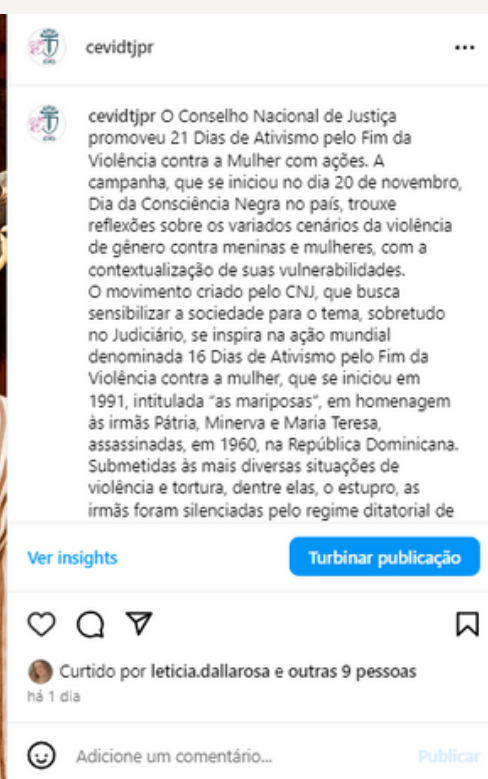 cevidtjpr
cevidtjpr O Conselho Nacional de Justiça
promoveu 21 Dias de Ativismo pelo Fim da
Violência contra a Mulher com ações. A
campanha, que se iniciou no dia 20 de novembro,
Dia da Consciência Negra no país, trouxe
reflexões sobre os variados cenários da violência
de gênero contra meninas e mulheres, com a
contextualização de suas vulnerabilidades.
O movimento criado pelo CNJ, que busca
sensibilizar a sociedade para o tema, sobretudo
no Judiciário, se inspira na ação mundial
denominada 16 Dias de Ativismo pelo Fim da
Violência contra a mulher, que se iniciou em
1991, intitulada “as mariposas”, em homenagem
às irmãs Pátria, Minerva e Maria Teresa,
assassinadas, em 1960, na República Dominicana.
Submetidas às mais diversas situações de
violência e tortura, dentre elas, o estupro, as
irmãs foram silenciadas pelo regime ditatorial de
Ver insights
Turbinar publicação
Curtido por leticia.dallarosa e outras 9 pessoas
há 1 dia
Adicione um comentário...
Publicar